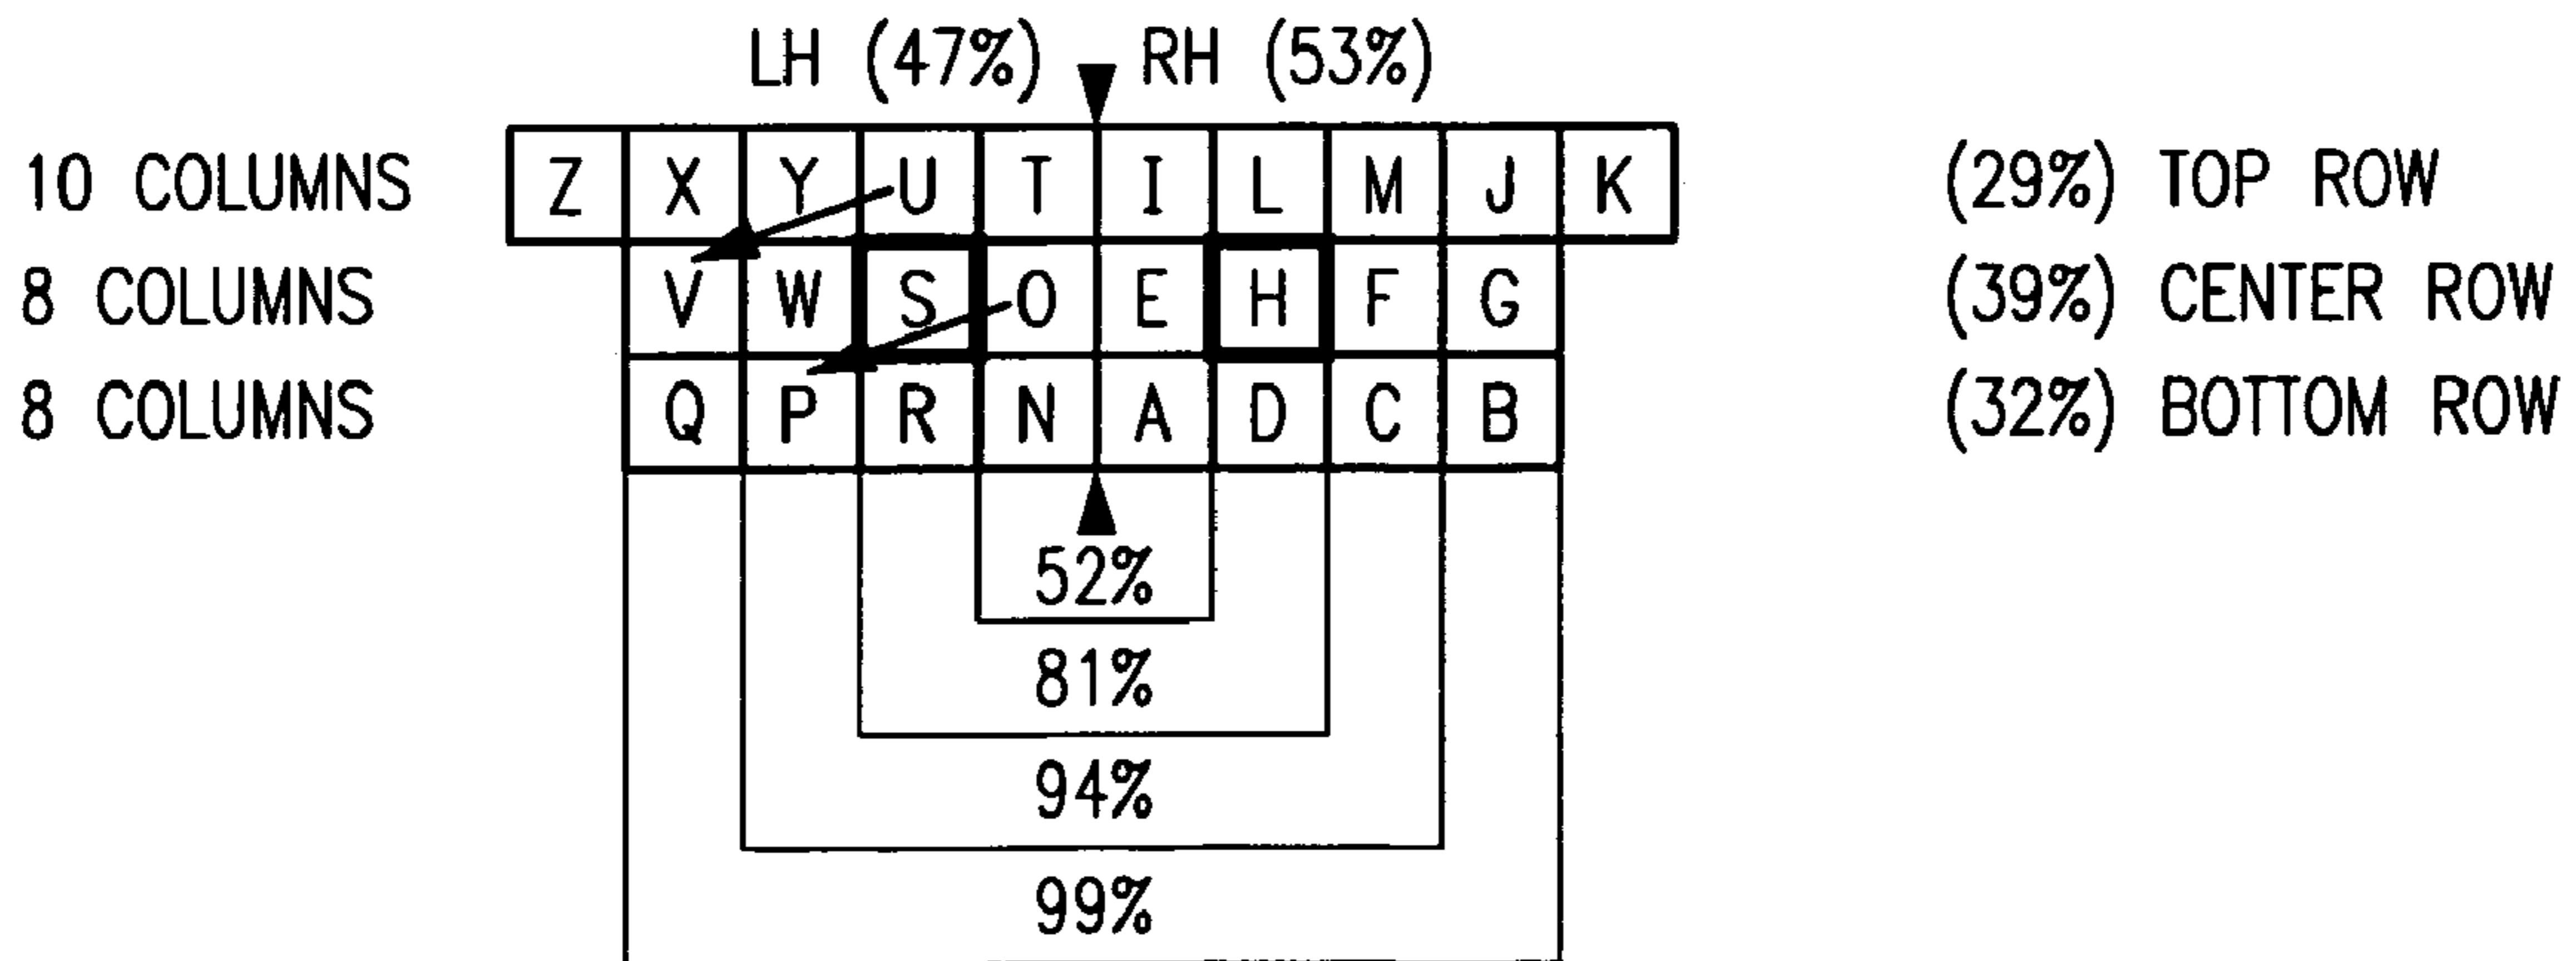 LH (47%) RH (53%)
10 COLUMNS Z X Y U T I L M J K (29%) TOP ROW
8 COLUMNS V W S O E H F G (39%) CENTER ROW
8 COLUMNS Q P R N A D C B (32%) BOTTOM ROW
52%
81%
94%
99%